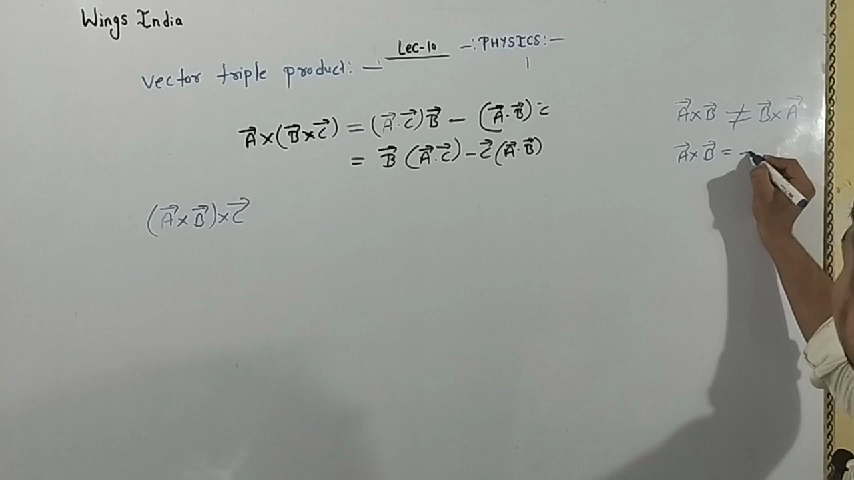 Wings India
Lec-10 -: PHYSICS:-
vector triple product: -
A⃗×(B⃗×C⃗) = (A⃗·C⃗)B⃗ - (A⃗·B⃗)C⃗
= B⃗(A⃗·C⃗) - C⃗(A⃗·B⃗)
(A⃗×B⃗)×C⃗
A⃗×B⃗ ≠ B⃗×A⃗
A⃗×B⃗ = -